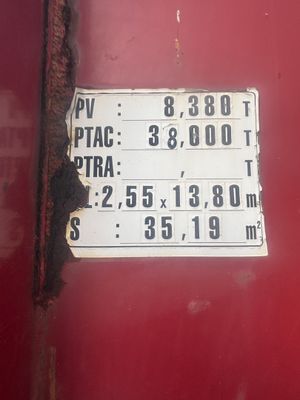 PV : 8,380 T
PTAC: 38,000 T
PTRA: , T
L:2,55 x 13,80 m
S : 35,19 m²